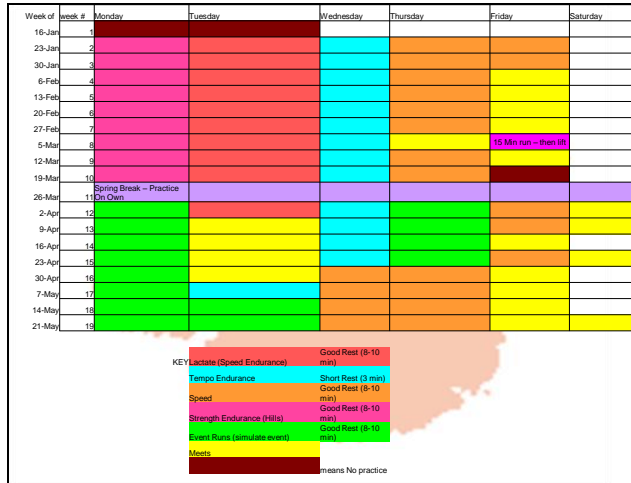 Week of week # Monday Tuesday Wednesday Thursday Friday Saturday
16-Jan 1
23-Jan 2
30-Jan 3
6-Feb 4
13-Feb 5
20-Feb 6
27-Feb 7
5-Mar 8 15 Min run – then lift
12-Mar 9
19-Mar 10
26-Mar 11 Spring Break – Practice On Own
2-Apr 12
9-Apr 13
16-Apr 14
23-Apr 15
30-Apr 16
7-May 17
14-May 18
21-May 19
KEY Lactate (Speed Endurance) Good Rest (8-10 min)
Tempo Endurance Short Rest (3 min)
Speed Good Rest (8-10 min)
Strength Endurance (Hills) Good Rest (8-10 min)
Event Runs (simulate event) Good Rest (8-10 min)
Meets
means No practice